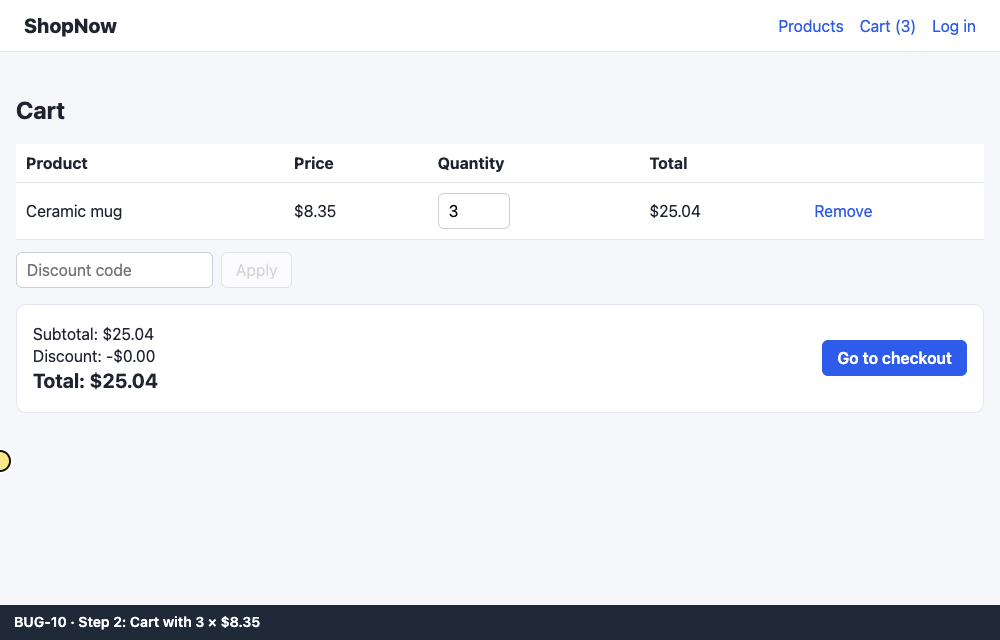 ShopNow
Products Cart (3) Log in
Cart
Product Price Quantity Total
Ceramic mug $8.35 3 $25.04 Remove
Discount code Apply
Subtotal: $25.04
Discount: -$0.00
Total: $25.04
Go to checkout
BUG-10 · Step 2: Cart with 3 × $8.35